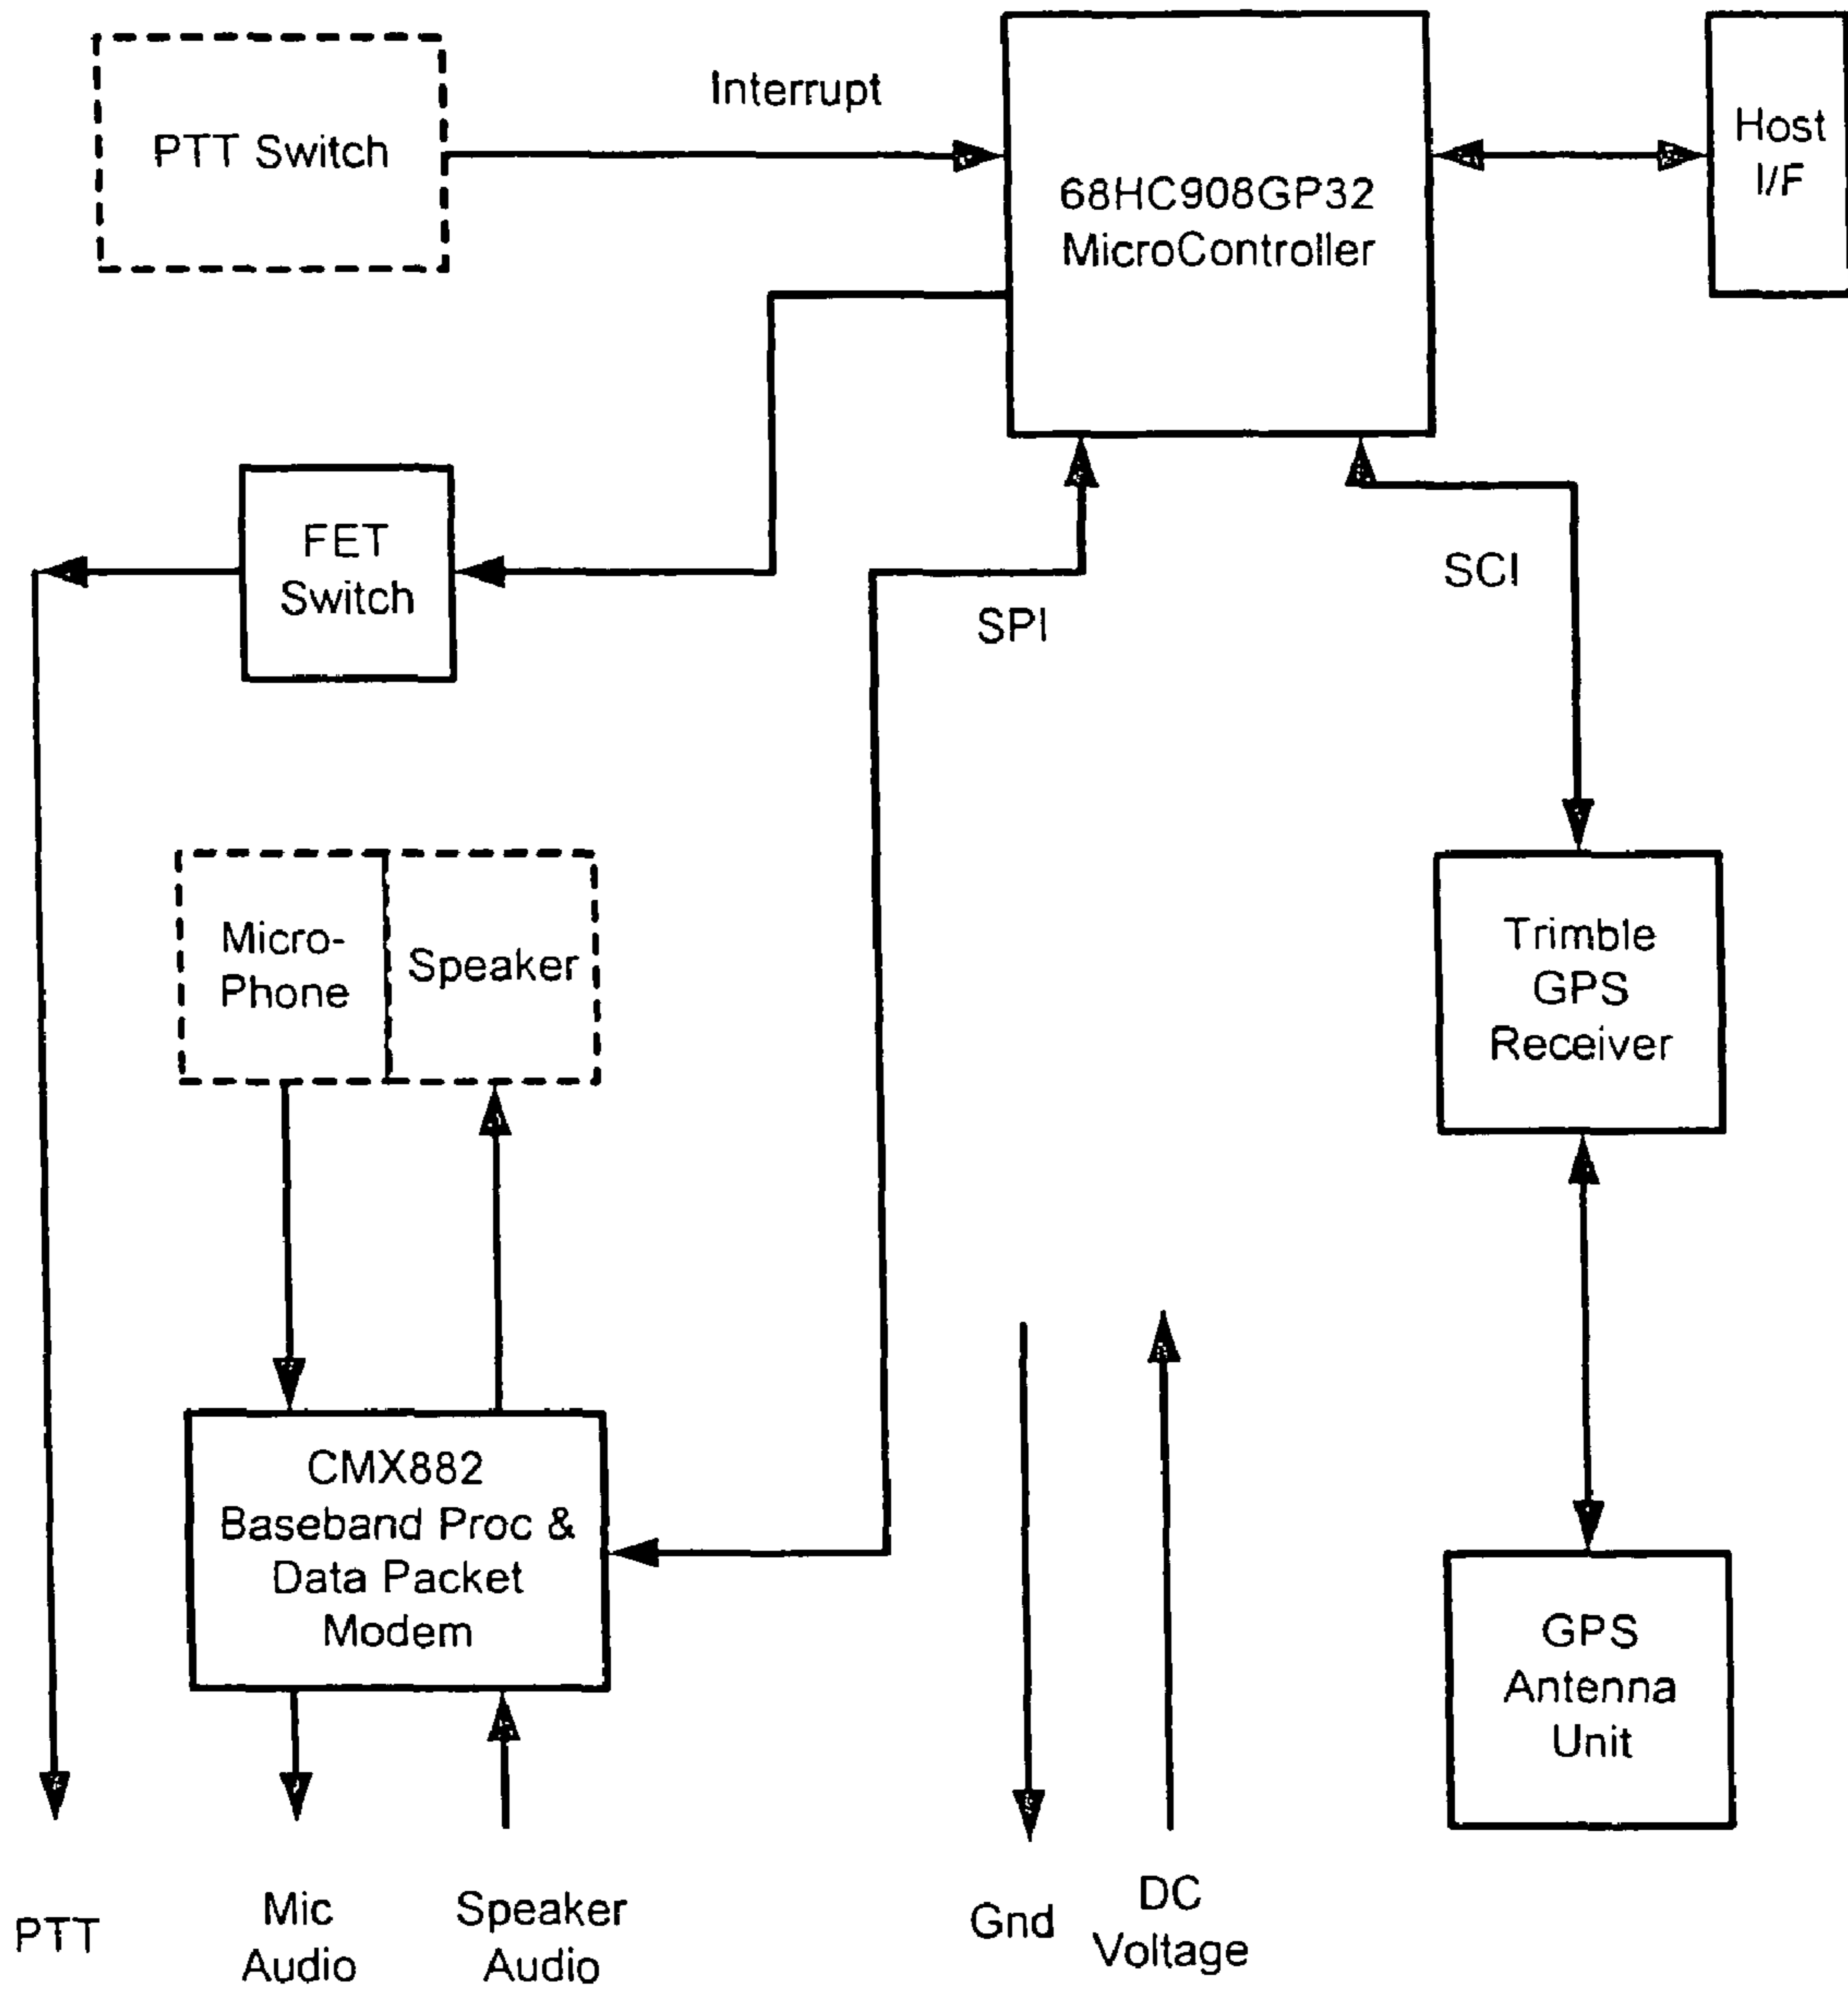 Interrupt
PTT Switch
68HC908GP32
MicroController
Host
I/F
FET
Switch
SPI
SCI
Micro-
Phone
Speaker
Trimble
GPS
Receiver
CMX882
Baseband Proc &
Data Packet
Modem
GPS
Antenna
Unit
PTT
Mic
Audio
Speaker
Audio
Gnd
DC
Voltage